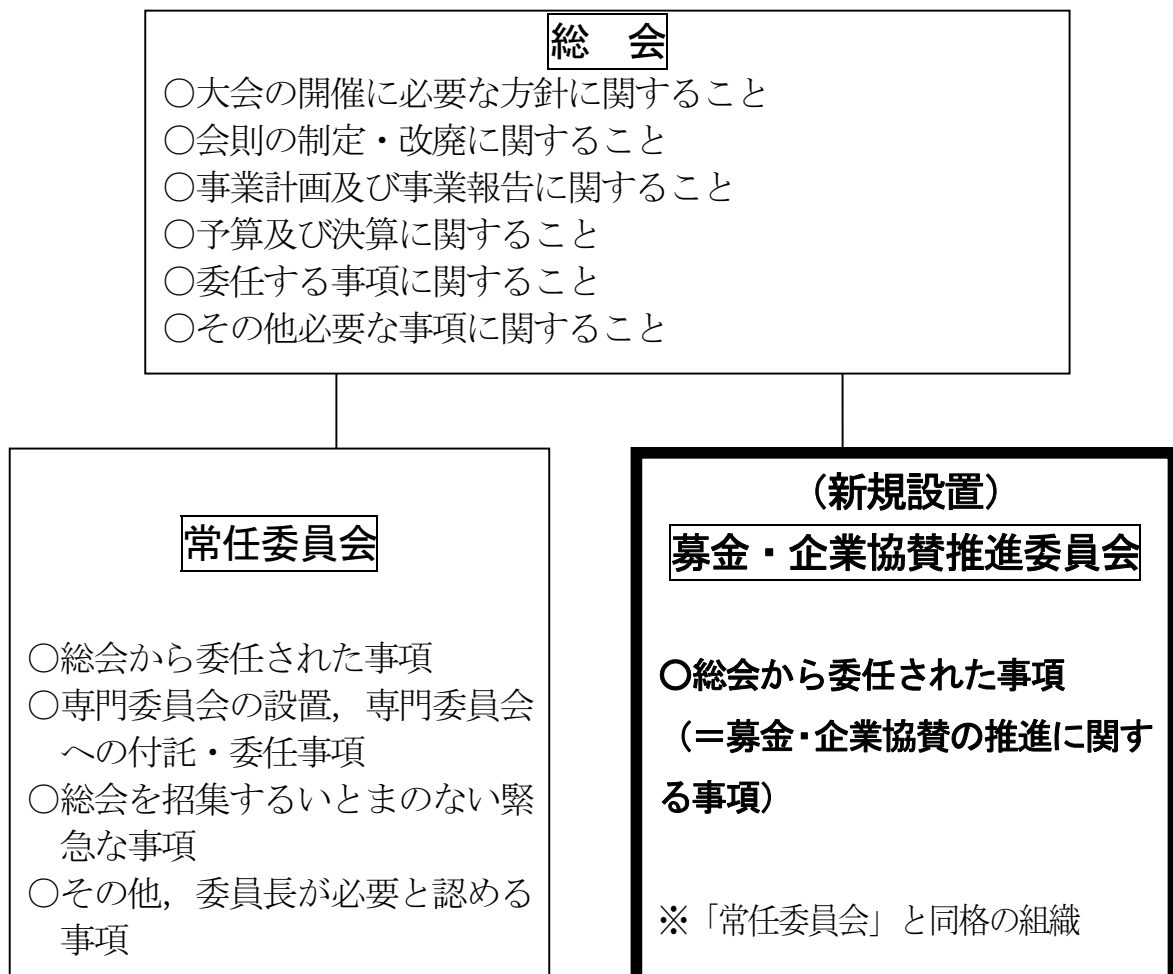 総　会
○大会の開催に必要な方針に関すること
○会則の制定・改廃に関すること
○事業計画及び事業報告に関すること
○予算及び決算に関すること
○委任する事項に関すること
○その他必要な事項に関すること
常任委員会
○総会から委任された事項
○専門委員会の設置，専門委員会
への付託・委任事項
○総会を招集するいとまのない緊
急な事項
○その他，委員長が必要と認める
事項
（新規設置）
募金・企業協賛推進委員会
○総会から委任された事項
（＝募金・企業協賛の推進に関す
る事項）
※「常任委員会」と同格の組織